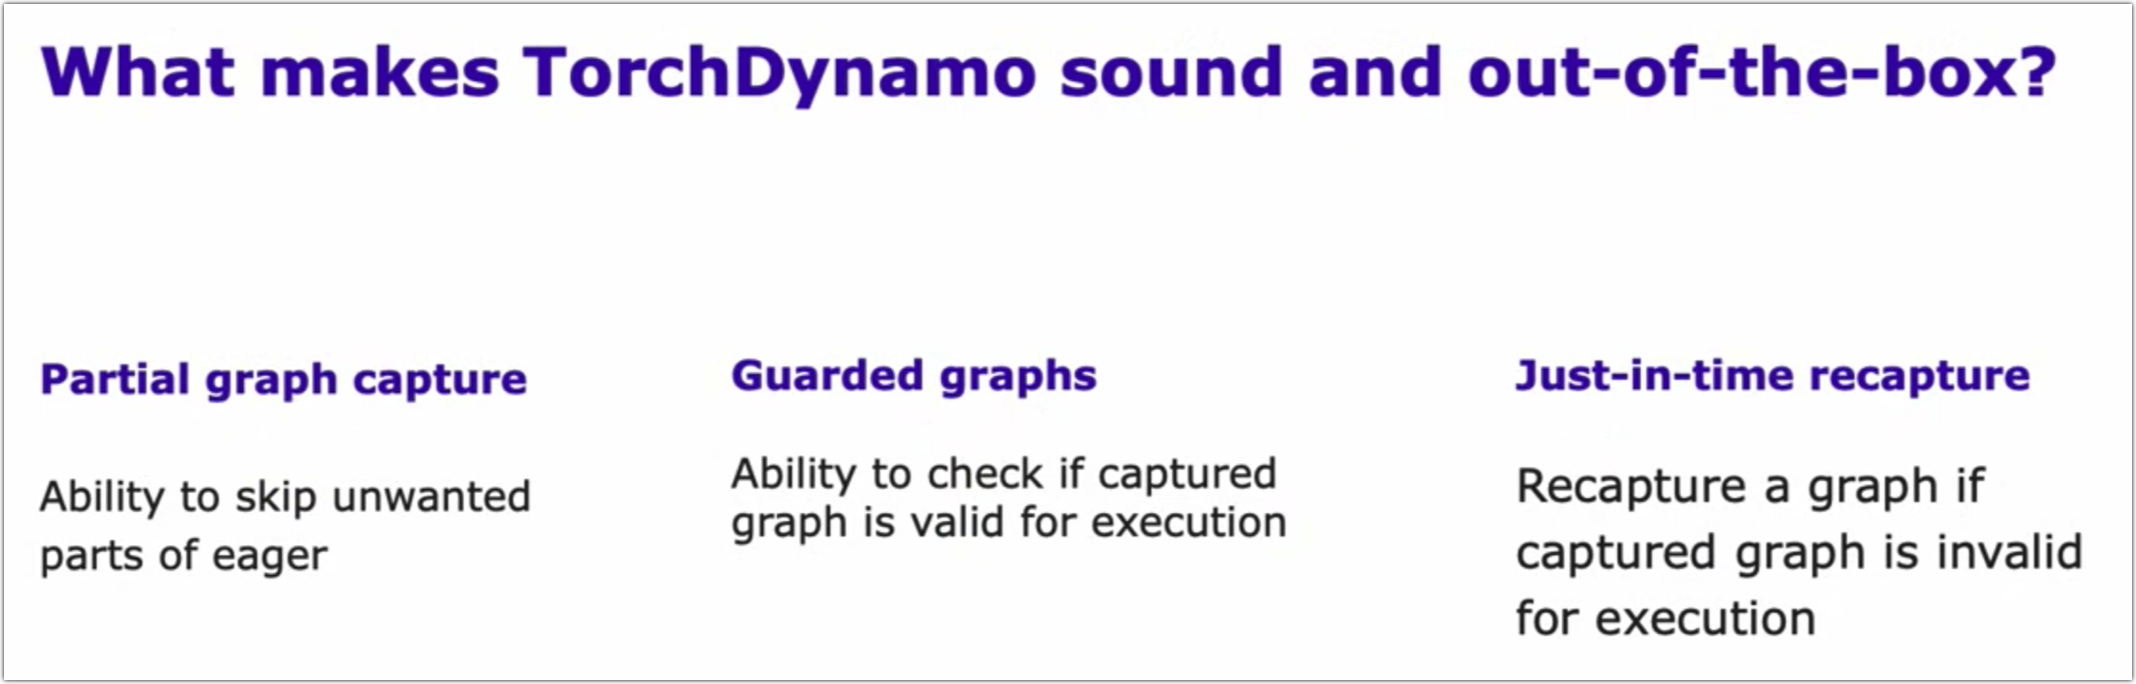 What makes TorchDynamo sound and out-of-the-box?
Partial graph capture
Ability to skip unwanted
parts of eager
Guarded graphs
Ability to check if captured
graph is valid for execution
Just-in-time recapture
Recapture a graph if
captured graph is invalid
for execution